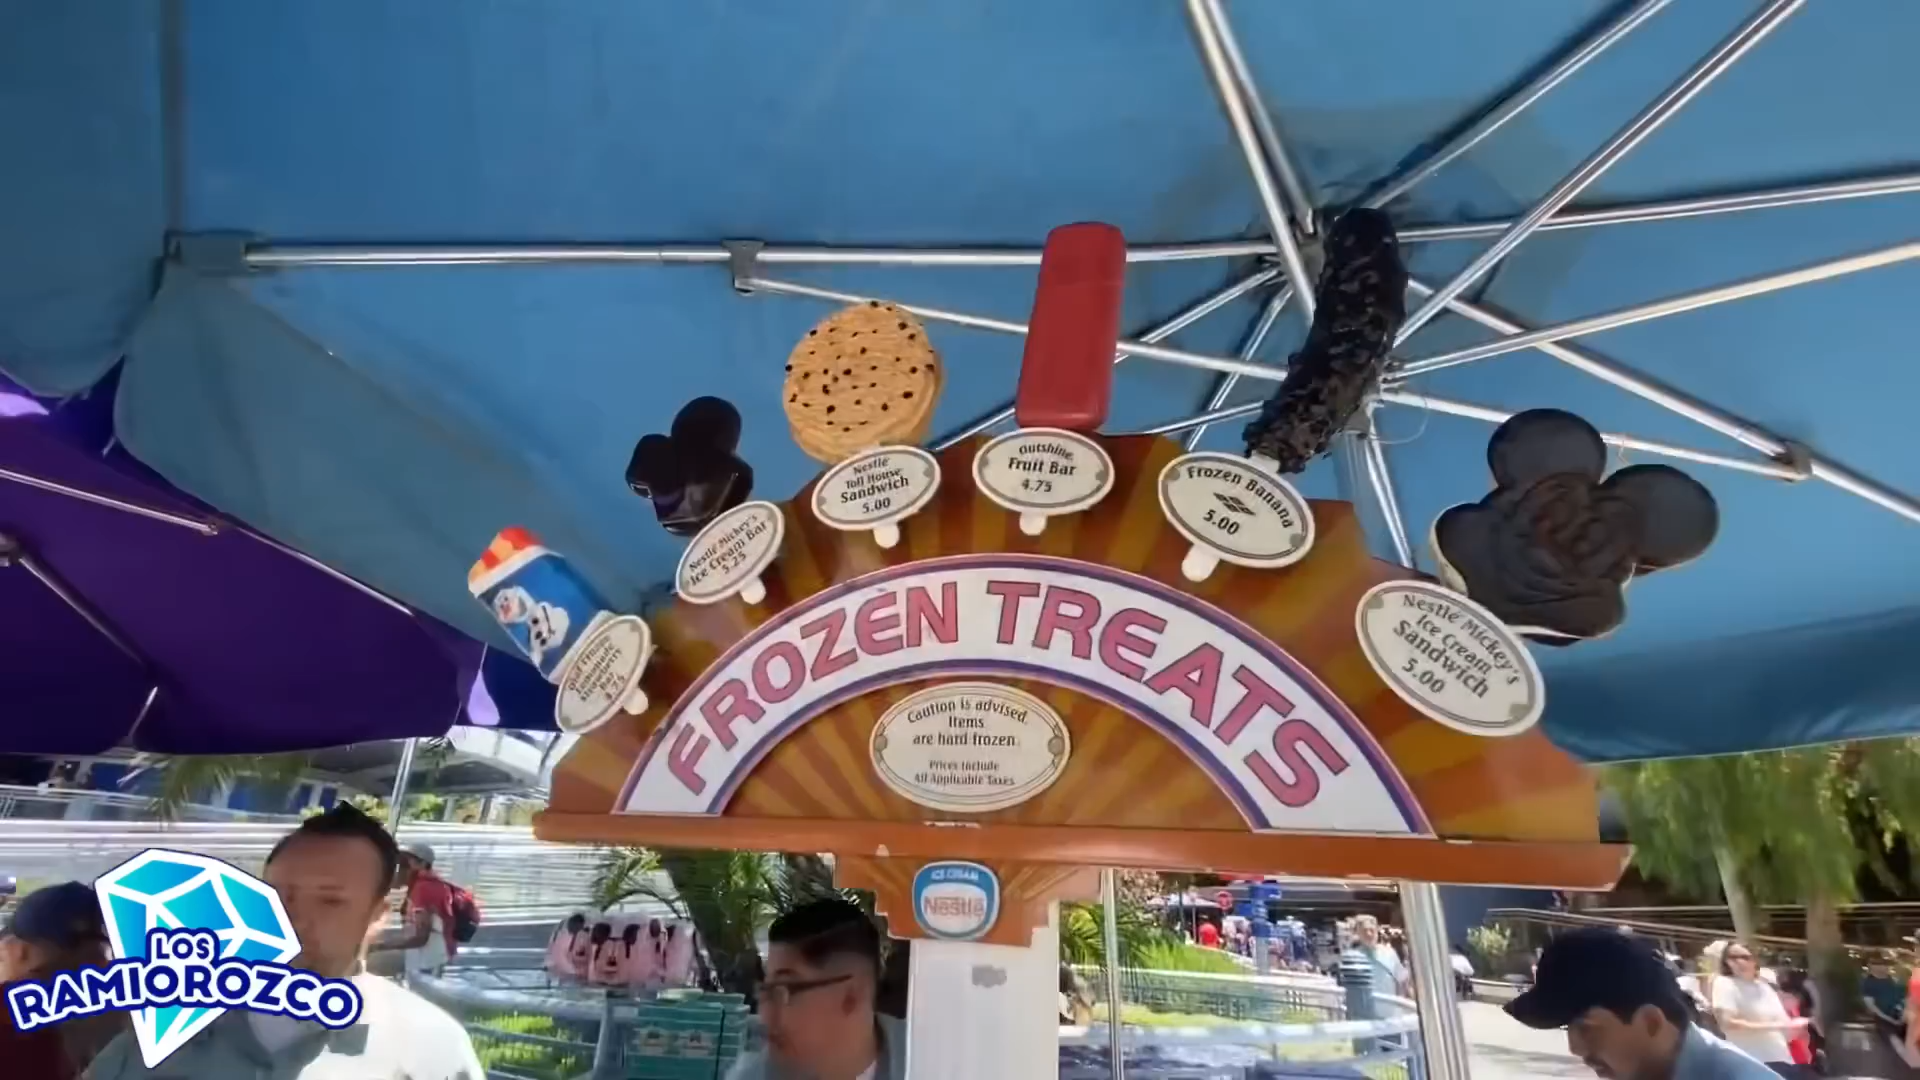 Olaf Frozen
Lemonade
Strawberry
Bar
Nestlé Mickey's
Ice Cream Bar
5.25
Nestlé
Toll House
Sandwich
5.00
Outshine
Fruit Bar
4.75
Frozen Banana
5.00
Nestlé Mickey's
Ice Cream
Sandwich
5.00
FROZEN TREATS
Caution is advised.
Items
are hard frozen.
Prices Include
All Applicable Taxes
ICE CREAM
Nestlé
LOS
RAMIOROZCO